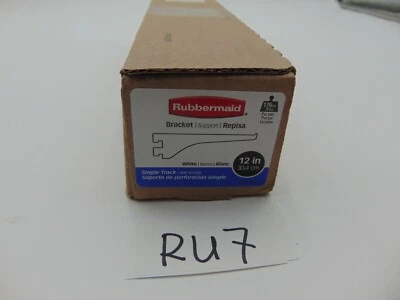 Rubbermaid
Bracket | Support | Repisa
White | Blanc | Blanco
12 in
30.4 cm
Single Track
Soporte de perforación simple
RU7